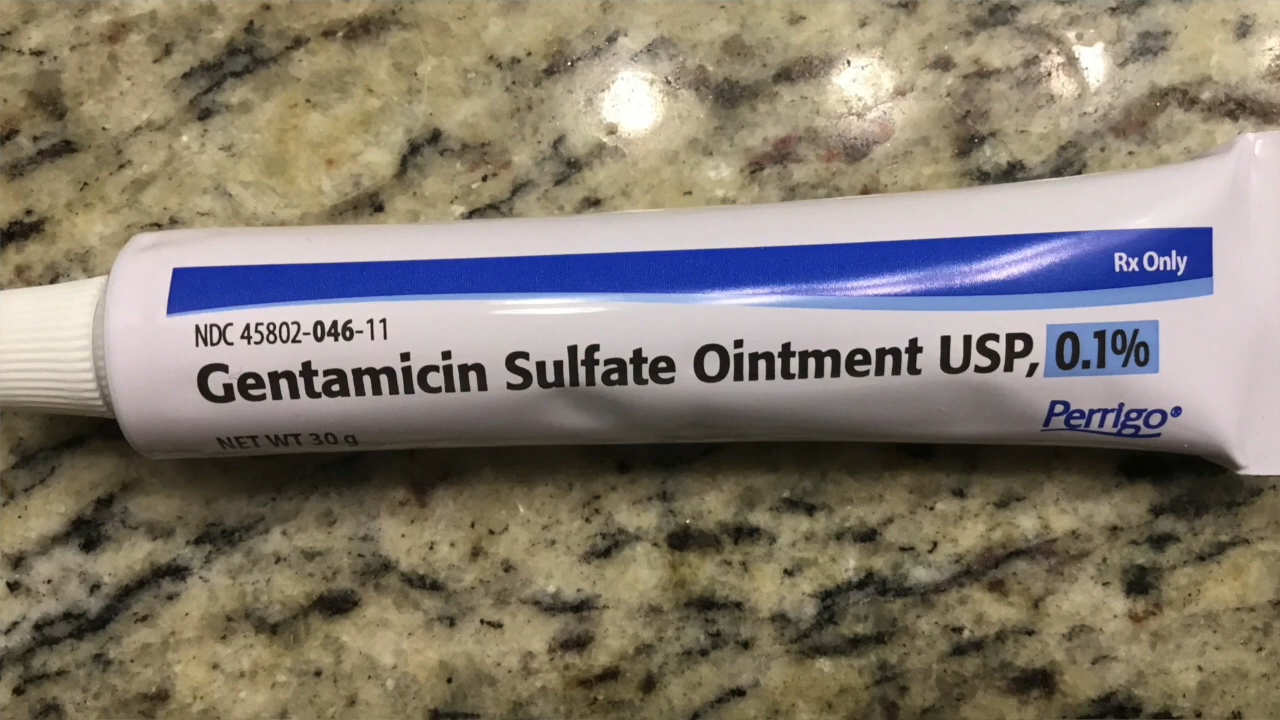 Rx Only
NDC 45802-046-11
Gentamicin Sulfate Ointment USP, 0.1%
Perrigo®
NET WT 30 g